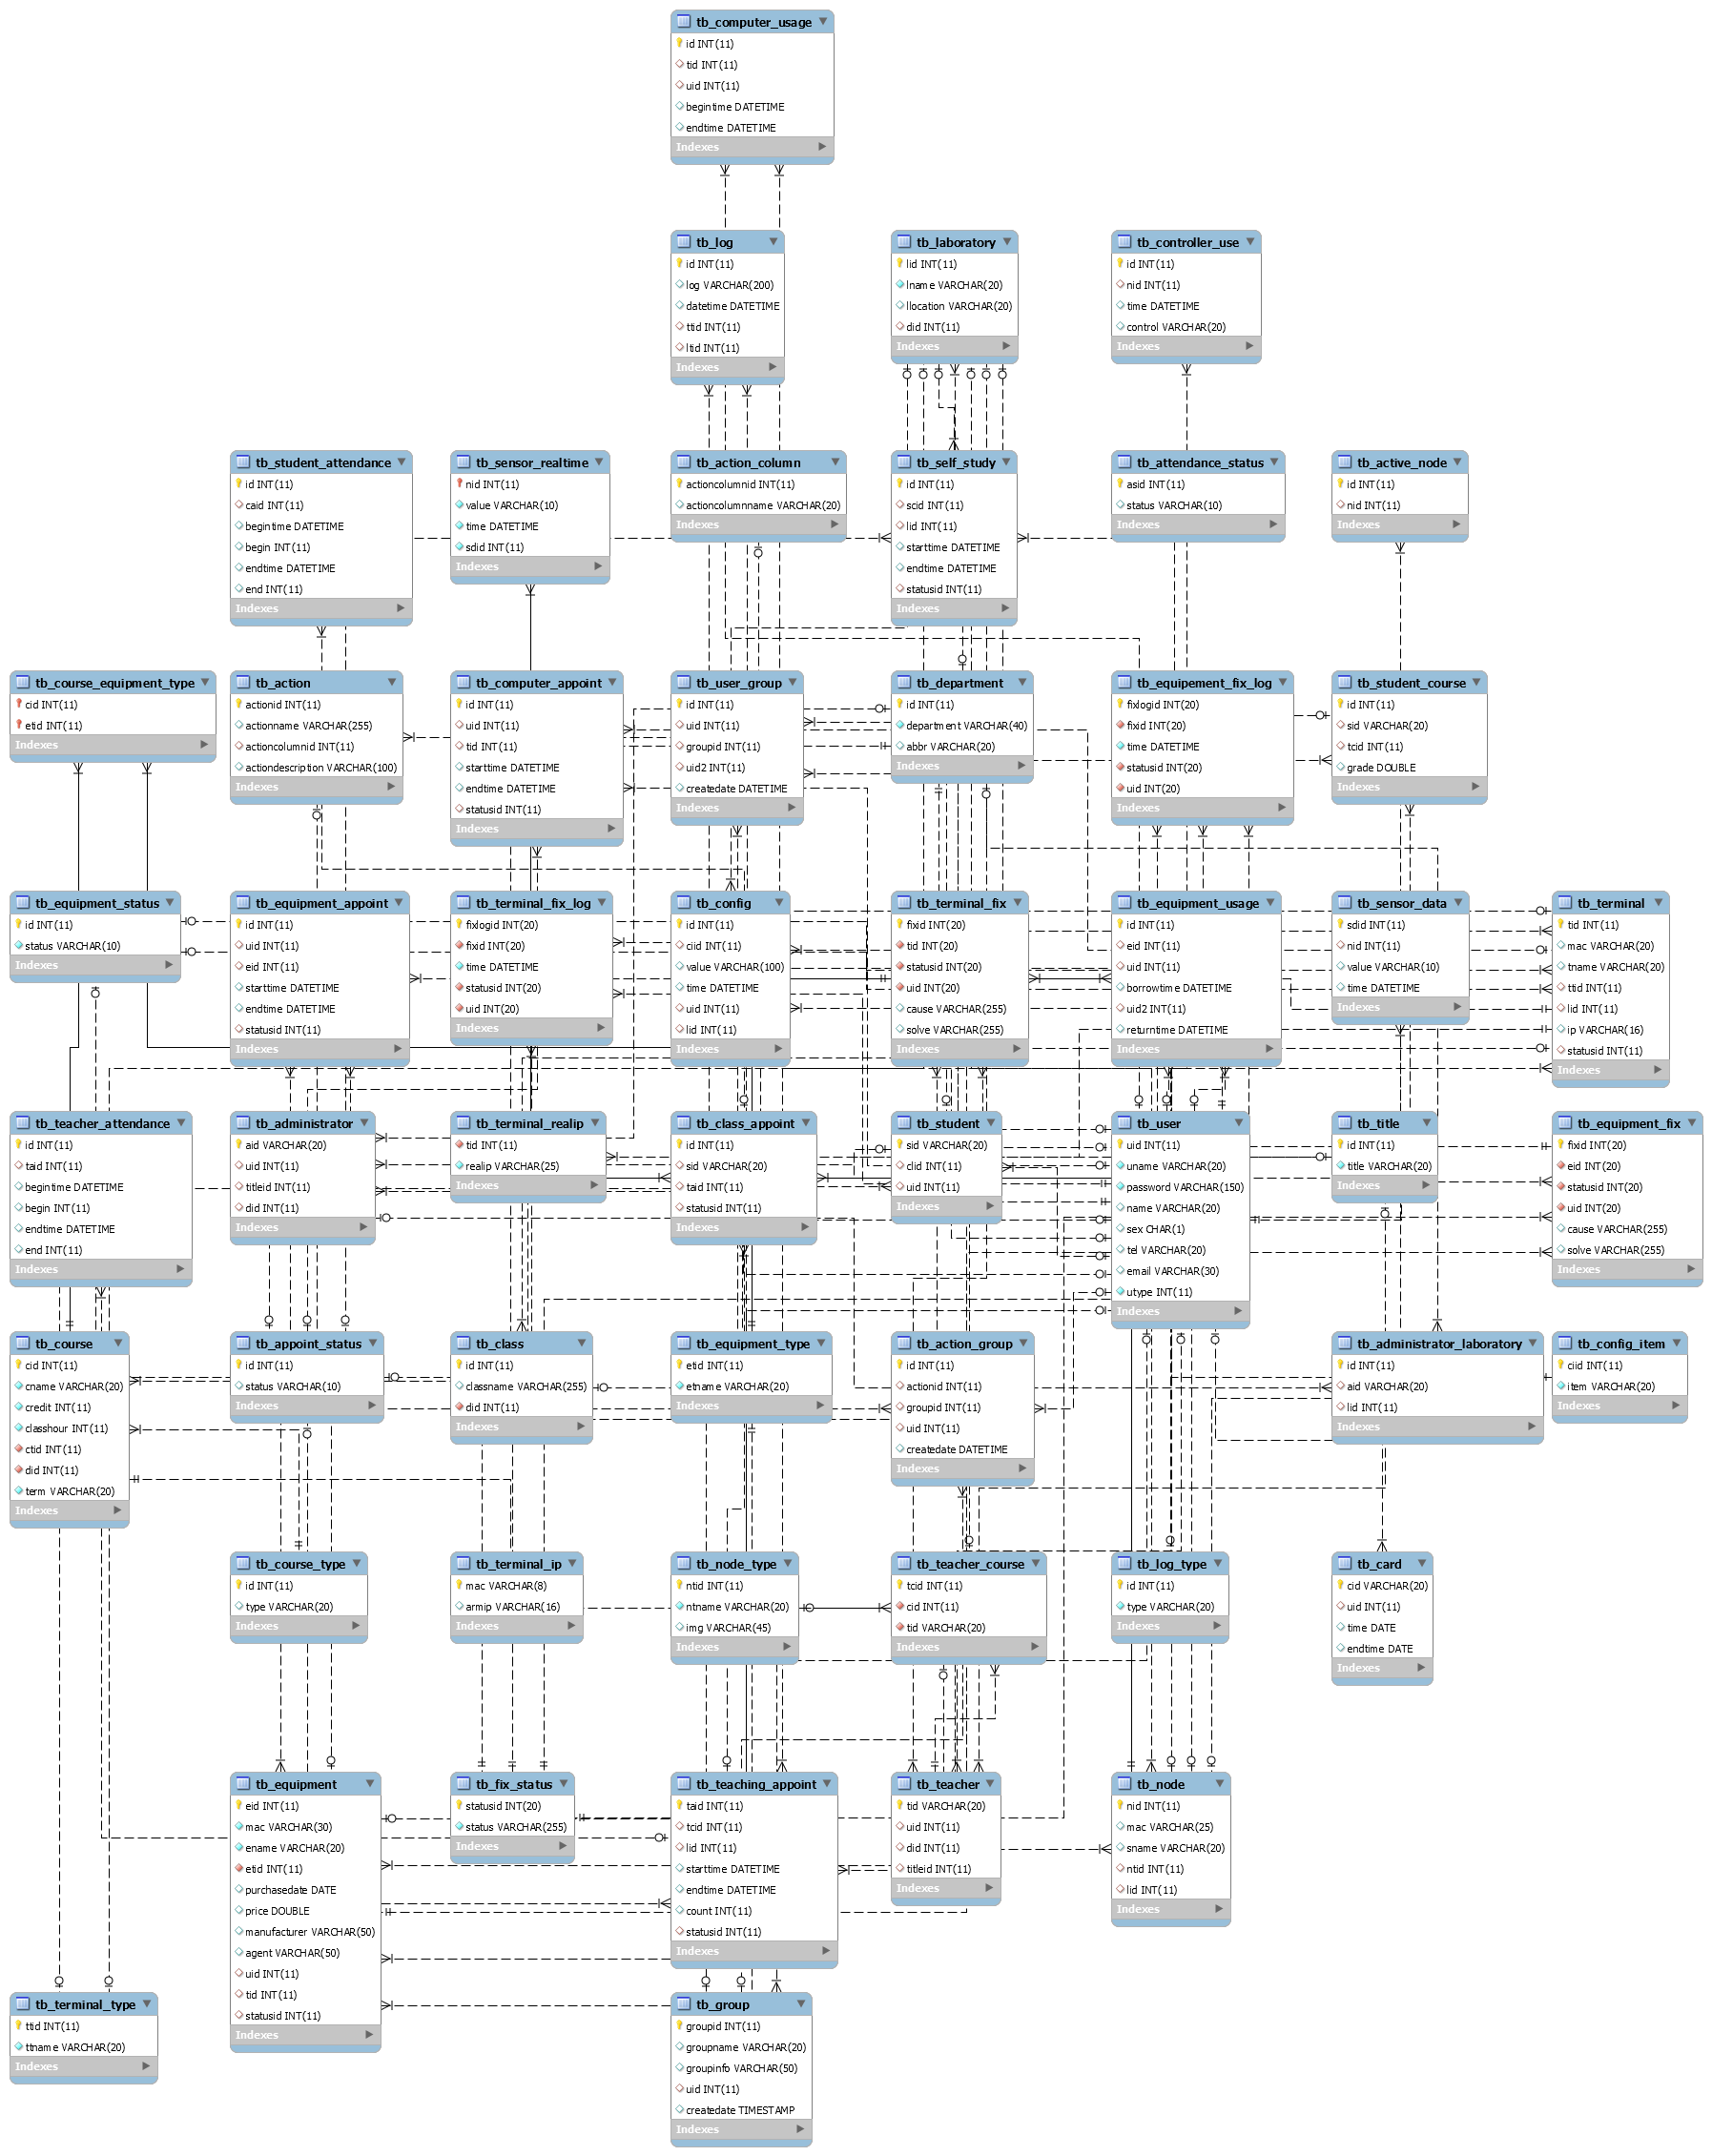 tb_computer_usage
id INT(11)
tid INT(11)
uid INT(11)
begintime DATETIME
endtime DATETIME
Indexes
tb_log
id INT(11)
log VARCHAR(200)
datetime DATETIME
ttid INT(11)
ltid INT(11)
Indexes
tb_laboratory
lid INT(11)
lname VARCHAR(20)
llocation VARCHAR(20)
did INT(11)
Indexes
tb_controller_use
id INT(11)
nid INT(11)
time DATETIME
control VARCHAR(20)
Indexes
tb_student_attendance
id INT(11)
caid INT(11)
begintime DATETIME
begin INT(11)
endtime DATETIME
end INT(11)
Indexes
tb_sensor_realtime
nid INT(11)
value VARCHAR(10)
time DATETIME
sdid INT(11)
Indexes
tb_action_column
actioncolumnid INT(11)
actioncolumnname VARCHAR(20)
Indexes
tb_self_study
id INT(11)
scid INT(11)
lid INT(11)
starttime DATETIME
endtime DATETIME
statusid INT(11)
Indexes
tb_attendance_status
asid INT(11)
status VARCHAR(10)
Indexes
tb_active_node
id INT(11)
nid INT(11)
Indexes
tb_course_equipment_type
cid INT(11)
etid INT(11)
Indexes
tb_action
actionid INT(11)
actionname VARCHAR(255)
actioncolumnid INT(11)
actiondescription VARCHAR(100)
Indexes
tb_computer_appoint
id INT(11)
uid INT(11)
tid INT(11)
starttime DATETIME
endtime DATETIME
statusid INT(11)
Indexes
tb_user_group
id INT(11)
uid INT(11)
groupid INT(11)
uid2 INT(11)
createdate DATETIME
Indexes
tb_department
id INT(11)
department VARCHAR(40)
abbr VARCHAR(20)
Indexes
tb_equipement_fix_log
fixlogid INT(20)
fixid INT(20)
time DATETIME
statusid INT(20)
uid INT(20)
Indexes
tb_student_course
id INT(11)
sid VARCHAR(20)
tcid INT(11)
grade DOUBLE
Indexes
tb_equipment_status
id INT(11)
status VARCHAR(10)
Indexes
tb_equipment_appoint
id INT(11)
uid INT(11)
eid INT(11)
starttime DATETIME
endtime DATETIME
statusid INT(11)
Indexes
tb_terminal_fix_log
fixlogid INT(20)
fixid INT(20)
time DATETIME
statusid INT(20)
uid INT(20)
Indexes
tb_config
id INT(11)
ciid INT(11)
value VARCHAR(100)
time DATETIME
uid INT(11)
lid INT(11)
Indexes
tb_terminal_fix
fixid INT(20)
tid INT(20)
statusid INT(20)
uid INT(20)
cause VARCHAR(255)
solve VARCHAR(255)
Indexes
tb_equipment_usage
id INT(11)
eid INT(11)
uid INT(11)
borrowtime DATETIME
uid2 INT(11)
returntime DATETIME
Indexes
tb_sensor_data
sdid INT(11)
nid INT(11)
value VARCHAR(10)
time DATETIME
Indexes
tb_terminal
tid INT(11)
mac VARCHAR(20)
tname VARCHAR(20)
ttid INT(11)
lid INT(11)
ip VARCHAR(16)
statusid INT(11)
Indexes
tb_teacher_attendance
id INT(11)
taid INT(11)
begintime DATETIME
begin INT(11)
endtime DATETIME
end INT(11)
Indexes
tb_administrator
aid VARCHAR(20)
uid INT(11)
titleid INT(11)
did INT(11)
Indexes
tb_terminal_realip
tid INT(11)
realip VARCHAR(25)
Indexes
tb_class_appoint
id INT(11)
sid VARCHAR(20)
taid INT(11)
statusid INT(11)
Indexes
tb_student
sid VARCHAR(20)
clid INT(11)
uid INT(11)
Indexes
tb_user
uid INT(11)
uname VARCHAR(20)
password VARCHAR(150)
name VARCHAR(20)
sex CHAR(1)
tel VARCHAR(20)
email VARCHAR(30)
utype INT(11)
Indexes
tb_title
id INT(11)
title VARCHAR(20)
Indexes
tb_equipment_fix
fixid INT(20)
eid INT(20)
statusid INT(20)
uid INT(20)
cause VARCHAR(255)
solve VARCHAR(255)
Indexes
tb_course
cid INT(11)
cname VARCHAR(20)
credit INT(11)
classhour INT(11)
ctid INT(11)
did INT(11)
term VARCHAR(20)
Indexes
tb_appoint_status
id INT(11)
status VARCHAR(10)
Indexes
tb_class
id INT(11)
classname VARCHAR(255)
did INT(11)
Indexes
tb_equipment_type
etid INT(11)
etname VARCHAR(20)
Indexes
tb_action_group
id INT(11)
actionid INT(11)
groupid INT(11)
uid INT(11)
createdate DATETIME
Indexes
tb_administrator_laboratory
id INT(11)
aid VARCHAR(20)
lid INT(11)
Indexes
tb_config_item
ciid INT(11)
item VARCHAR(20)
Indexes
tb_course_type
id INT(11)
type VARCHAR(20)
Indexes
tb_terminal_ip
mac VARCHAR(8)
armip VARCHAR(16)
Indexes
tb_node_type
ntid INT(11)
ntname VARCHAR(20)
img VARCHAR(45)
Indexes
tb_teacher_course
tcid INT(11)
cid INT(11)
tid VARCHAR(20)
Indexes
tb_log_type
id INT(11)
type VARCHAR(20)
Indexes
tb_card
cid VARCHAR(20)
uid INT(11)
time DATE
endtime DATE
Indexes
tb_equipment
eid INT(11)
mac VARCHAR(30)
ename VARCHAR(20)
etid INT(11)
purchasedate DATE
price DOUBLE
manufacturer VARCHAR(50)
agent VARCHAR(50)
uid INT(11)
tid INT(11)
statusid INT(11)
Indexes
tb_fix_status
statusid INT(20)
status VARCHAR(255)
Indexes
tb_teaching_appoint
taid INT(11)
tcid INT(11)
lid INT(11)
starttime DATETIME
endtime DATETIME
count INT(11)
statusid INT(11)
Indexes
tb_teacher
tid VARCHAR(20)
uid INT(11)
did INT(11)
titleid INT(11)
Indexes
tb_node
nid INT(11)
mac VARCHAR(25)
sname VARCHAR(20)
ntid INT(11)
lid INT(11)
Indexes
tb_terminal_type
ttid INT(11)
ttname VARCHAR(20)
Indexes
tb_group
groupid INT(11)
groupname VARCHAR(20)
groupinfo VARCHAR(50)
uid INT(11)
createdate TIMESTAMP
Indexes